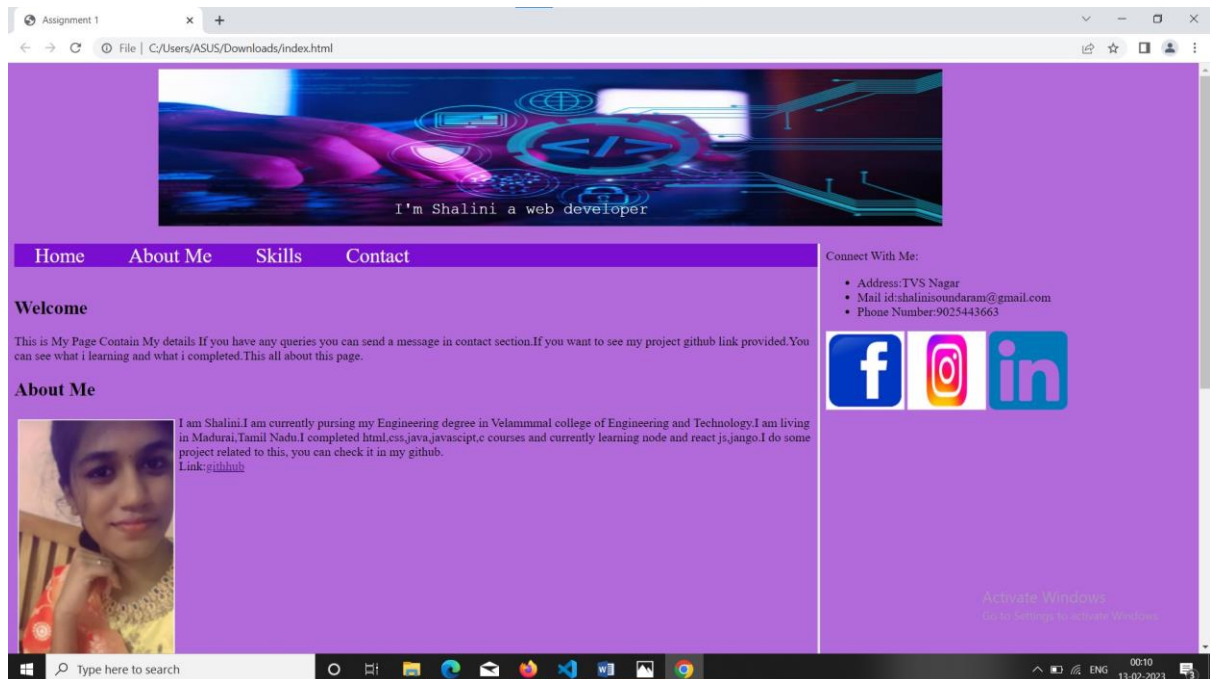 Assignment 1
File | C:/Users/ASUS/Downloads/index.html
</>
I'm Shalini a web developer
Home About Me Skills Contact
Welcome
This is My Page Contain My details If you have any queries you can send a message in contact section.If you want to see my project github link provided.You
can see what i learning and what i completed.This all about this page.
About Me
I am Shalini.I am currently pursing my Engineering degree in Velammmal college of Engineering and Technology.I am living
in Madurai,Tamil Nadu.I completed html,css,java,javascipt,c courses and currently learning node and react js,jango.I do some
project related to this, you can check it in my github.
Link:githhub
Connect With Me:
Address:TVS Nagar
Mail id:shalinisoundaram@gmail.com
Phone Number:9025443663
f
in
Activate Windows
Go to Settings to activate Windows.
Type here to search
ENG
00:10
13-02-2023
3